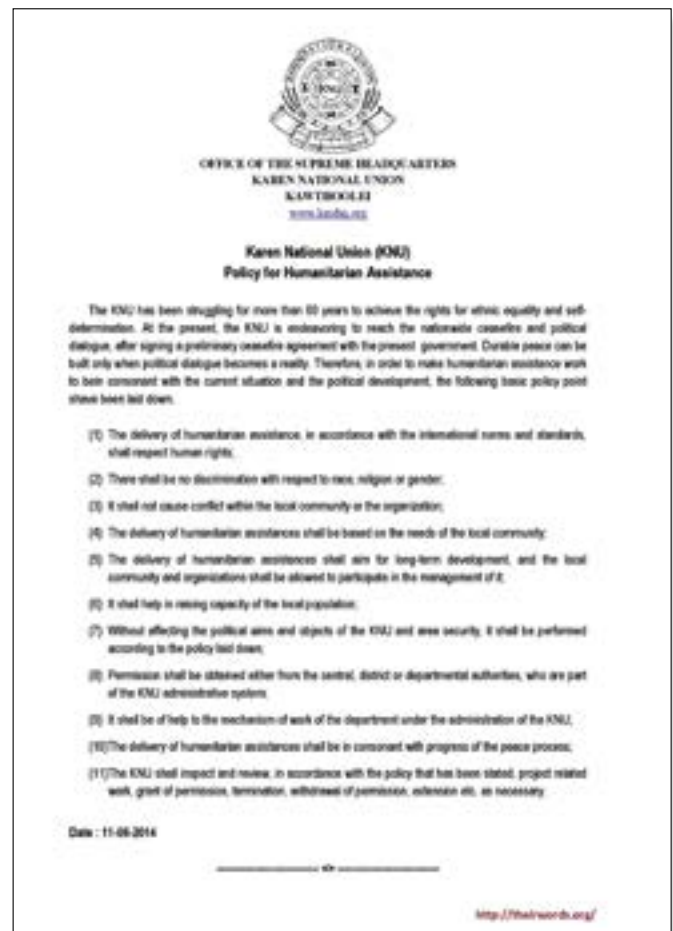 KNU
OFFICE OF THE SUPREME HEADQUARTERS
KAREN NATIONAL UNION
KAWTHOOLEI
Karen National Union (KNU)
Policy for Humanitarian Assistance
The KNU has been struggling for more than 60 years to achieve the rights for ethnic equality and self-
determination. At the present, the KNU is endeavoring to reach the nationwide ceasefire and political
dialogue, after signing a preliminary ceasefire agreement with the present government. Durable peace can be
built only when political dialogue becomes a reality. Therefore, in order to make humanitarian assistance work
to bein consonant with the current situation and the political development, the following basic policy point
shave been laid down.
(1) The delivery of humanitarian assistance, in accordance with the international norms and standards,
shall respect human rights;
(2) There shall be no discrimination with respect to race, religion or gender;
(3) It shall not cause conflict within the local community or the organization;
(4) The delivery of humanitarian assistances shall be based on the needs of the local community;
(5) The delivery of humanitarian assistances shall aim for long-term development, and the local
community and organizations shall be allowed to participate in the management of it;
(6) It shall help in raising capacity of the local population;
(7) Without affecting the political aims and objects of the KNU and area security, it shall be performed
according to the policy laid down;
(8) Permission shall be obtained either from the central, district or departmental authorities, who are part
of the KNU administrative system.
(9) It shall be of help to the mechanism of work of the department under the administration of the KNU;
(10)The delivery of humanitarian assistances shall be in consonant with progress of the peace process;
(11)The KNU shall inspect and review, in accordance with the policy that has been stated, project related
work, grant of permission, termination, withdrawal of permission, extension etc. as necessary.
Date : 11-06-2014
http://theirwords.org/